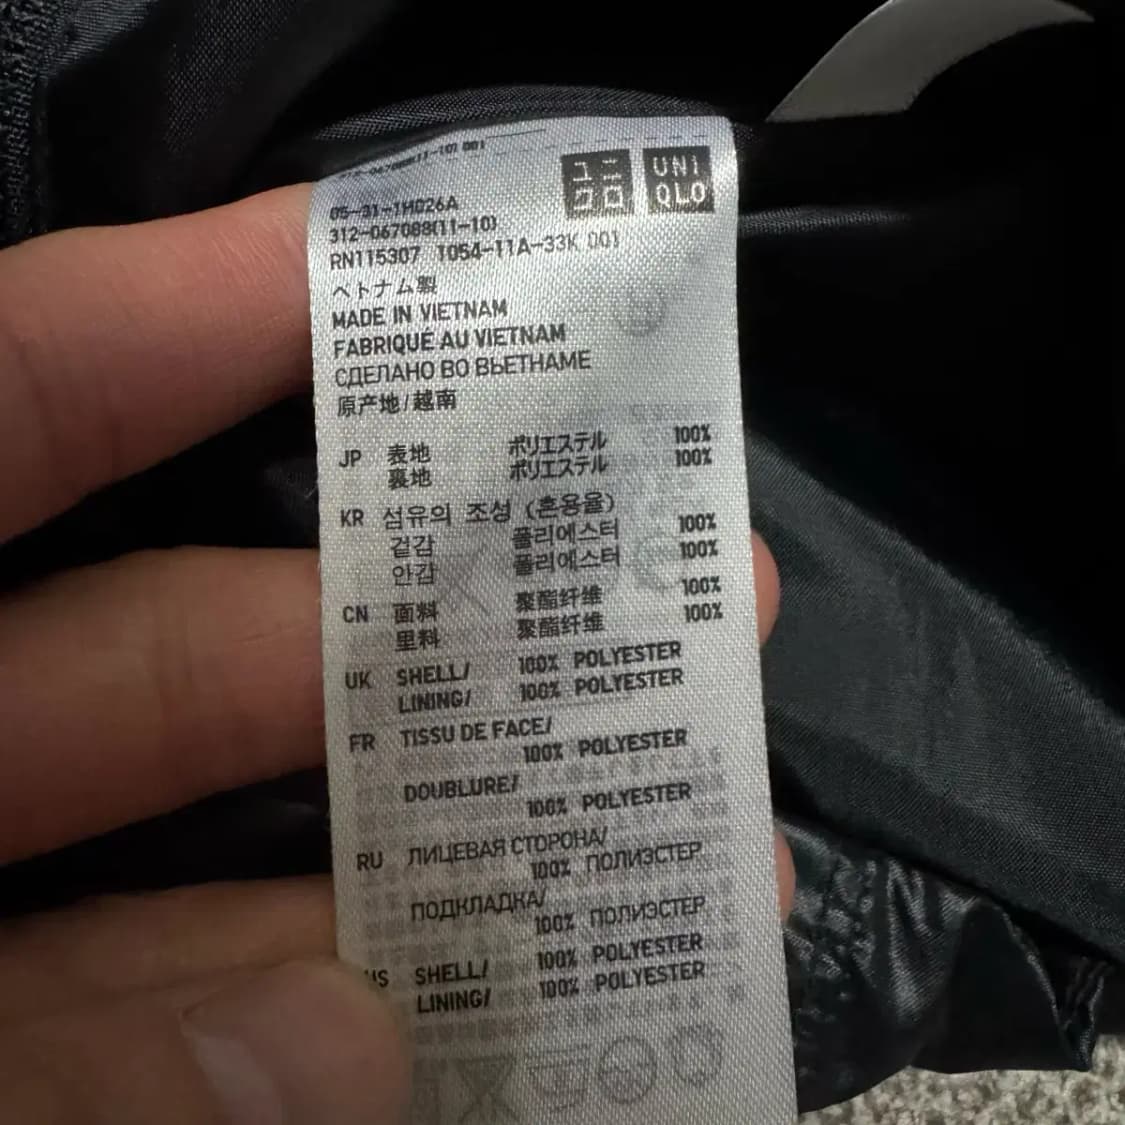 ユニ
クロ
UNI
QLO
05-31-1HD26A
312-067088(11-10)
RN115307 1054-11A-33K 001
ベトナム製
MADE IN VIETNAM
FABRIQUÉ AU VIETNAM
СДЕЛАНО ВО ВЬЕТНАМЕ
原产地/越南
JP 表地 ポリエステル 100%
裏地 ポリエステル 100%
KR 섬유의 조성 (혼용율)
겉감 폴리에스터 100%
안감 폴리에스터 100%
CN 面料 聚酯纤维 100%
里料 聚酯纤维 100%
UK SHELL/ 100% POLYESTER
LINING/ 100% POLYESTER
FR TISSU DE FACE/
100% POLYESTER
DOUBLURE/
100% POLYESTER
RU ЛИЦЕВАЯ СТОРОНА/
100% ПОЛИЭСТЕР
ПОДКЛАДКА/
100% ПОЛИЭСТЕР
US SHELL/ 100% POLYESTER
LINING/ 100% POLYESTER